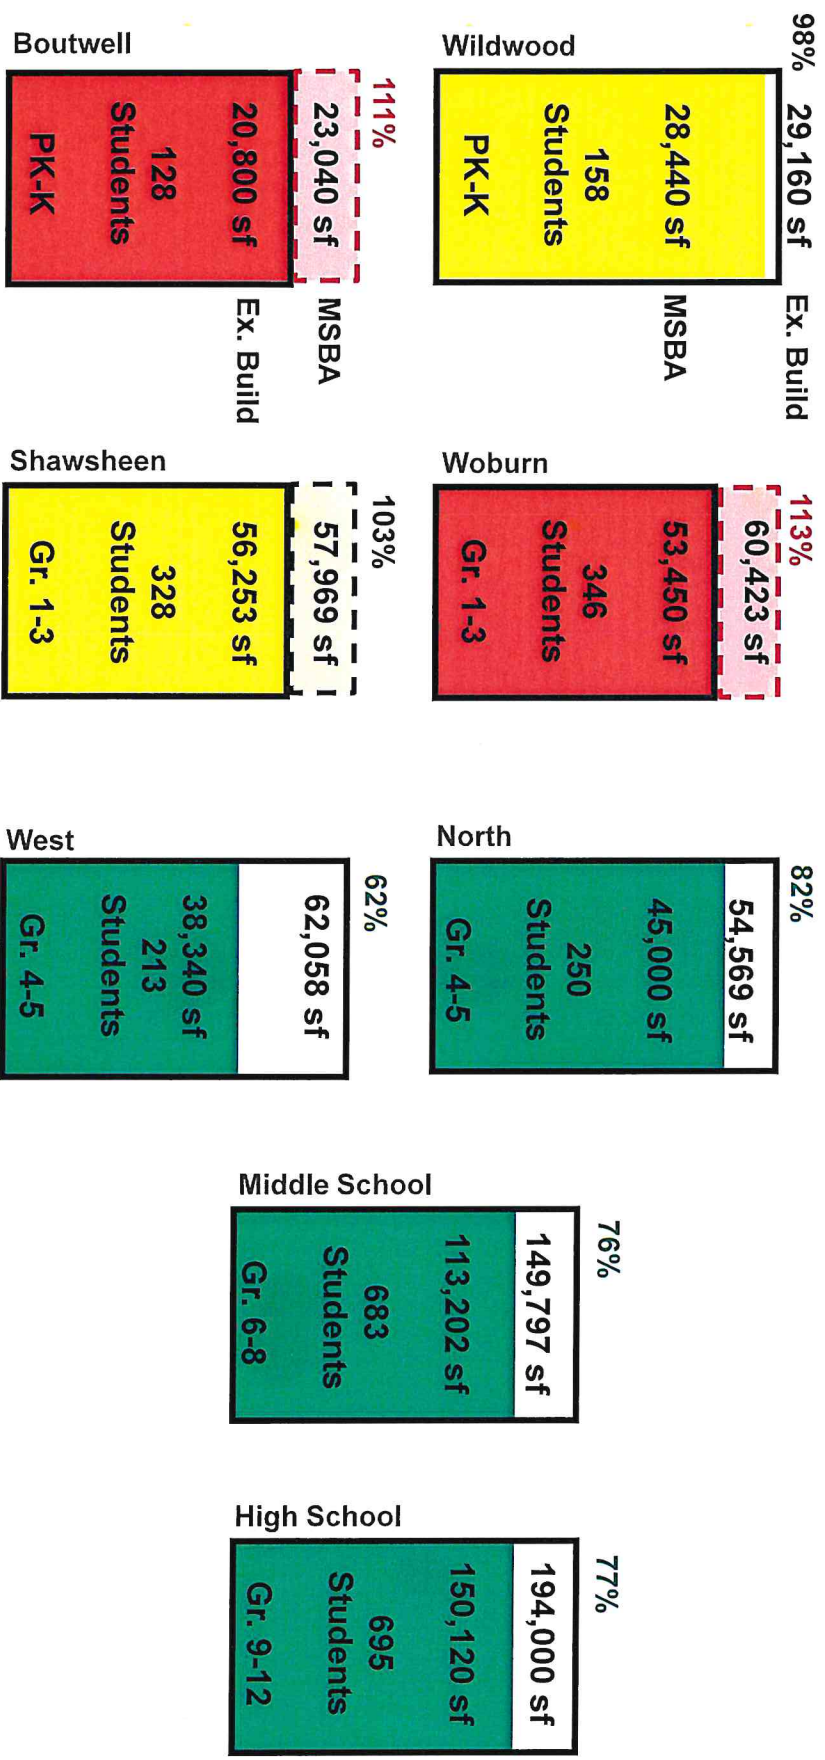 98%
29,160 sf
Ex. Build
28,440 sf
MSBA
158
Students
PK-K
Wildwood
113%
60,423 sf
53,450 sf
346
Students
Gr. 1-3
Woburn
82%
54,569 sf
45,000 sf
250
Students
Gr. 4-5
North
111%
23,040 sf
MSBA
20,800 sf
Ex. Build
128
Students
PK-K
Boutwell
103%
57,969 sf
56,253 sf
328
Students
Gr. 1-3
Shawsheen
62%
62,058 sf
38,340 sf
213
Students
Gr. 4-5
West
76%
149,797 sf
113,202 sf
683
Students
Gr. 6-8
Middle School
77%
194,000 sf
150,120 sf
695
Students
Gr. 9-12
High School